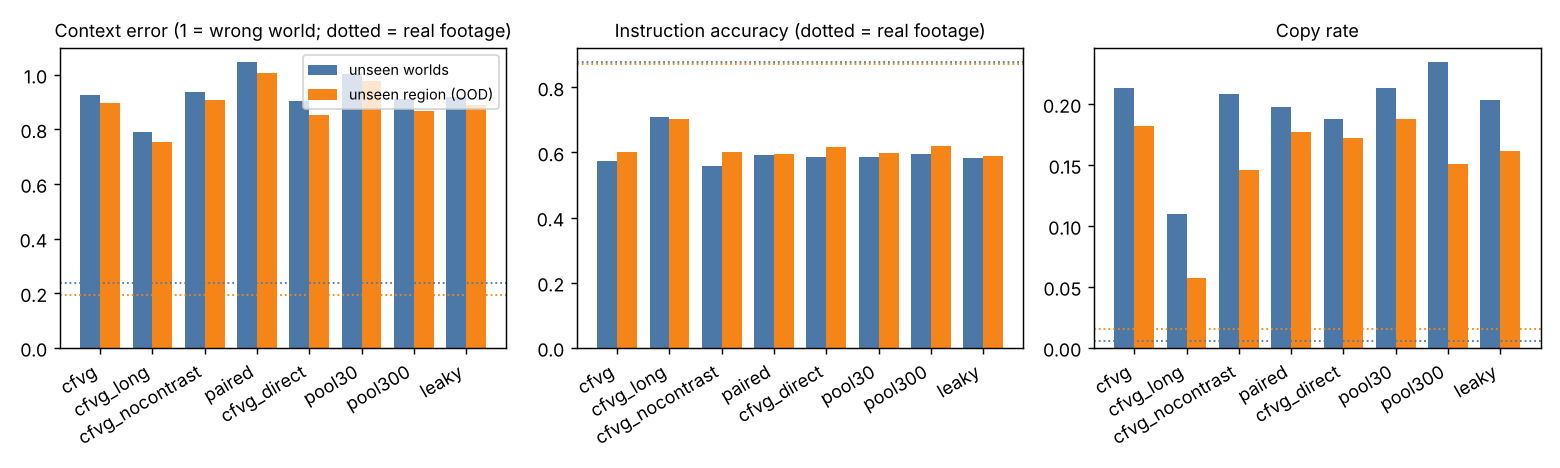 Context error (1 = wrong world; dotted = real footage)
1.0
0.8
0.6
0.4
0.2
0.0
unseen worlds
unseen region (OOD)
cfvg
cfvg_long
cfvg_nocontrast
paired
cfvg_direct
pool30
pool300
leaky
Instruction accuracy (dotted = real footage)
0.8
0.6
0.4
0.2
0.0
cfvg
cfvg_long
cfvg_nocontrast
paired
cfvg_direct
pool30
pool300
leaky
Copy rate
0.20
0.15
0.10
0.05
0.00
cfvg
cfvg_long
cfvg_nocontrast
paired
cfvg_direct
pool30
pool300
leaky